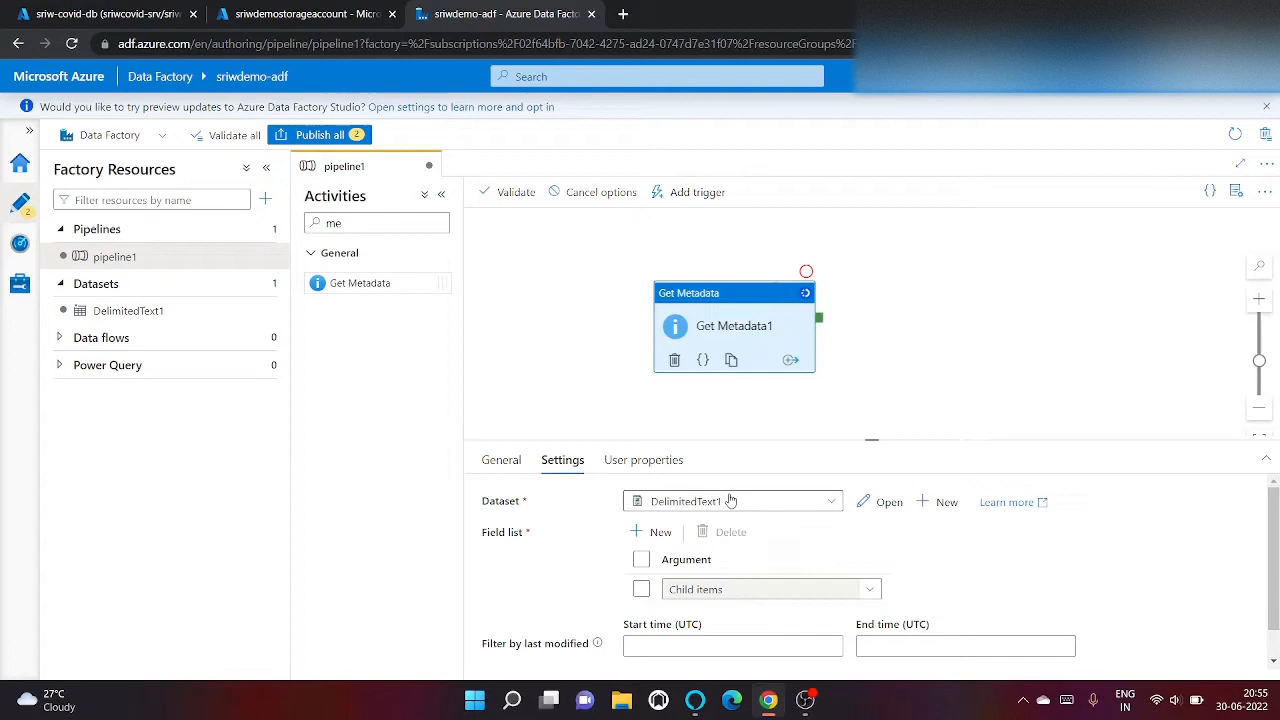 sriw-covid-db (sriwcovid-srv/sriw
sriwdemostorageaccount - Micro
sriwdemo-adf - Azure Data Facto
adf.azure.com/en/authoring/pipeline/pipeline1?factory=%2Fsubscriptions%2F02f64bfb-7042-4275-ad24-0747d7e31f07%2FresourceGroups%2F
Microsoft Azure
Data Factory
sriwdemo-adf
Search
Would you like to try preview updates to Azure Data Factory Studio? Open settings to learn more and opt in
Data Factory
Validate all
Publish all 2
Factory Resources
pipeline1
Activities
Filter resources by name
me
Validate
Cancel options
Add trigger
Pipelines 1
pipeline1
Datasets 1
DelimitedText1
Data flows 0
Power Query 0
General
Get Metadata
Get Metadata
Get Metadata1
General
Settings
User properties
Dataset *
DelimitedText1
Open
New
Learn more
Field list *
New
Delete
Argument
Child items
Start time (UTC)
End time (UTC)
Filter by last modified
27°C
Cloudy
ENG
IN
20:55
30-06-2022